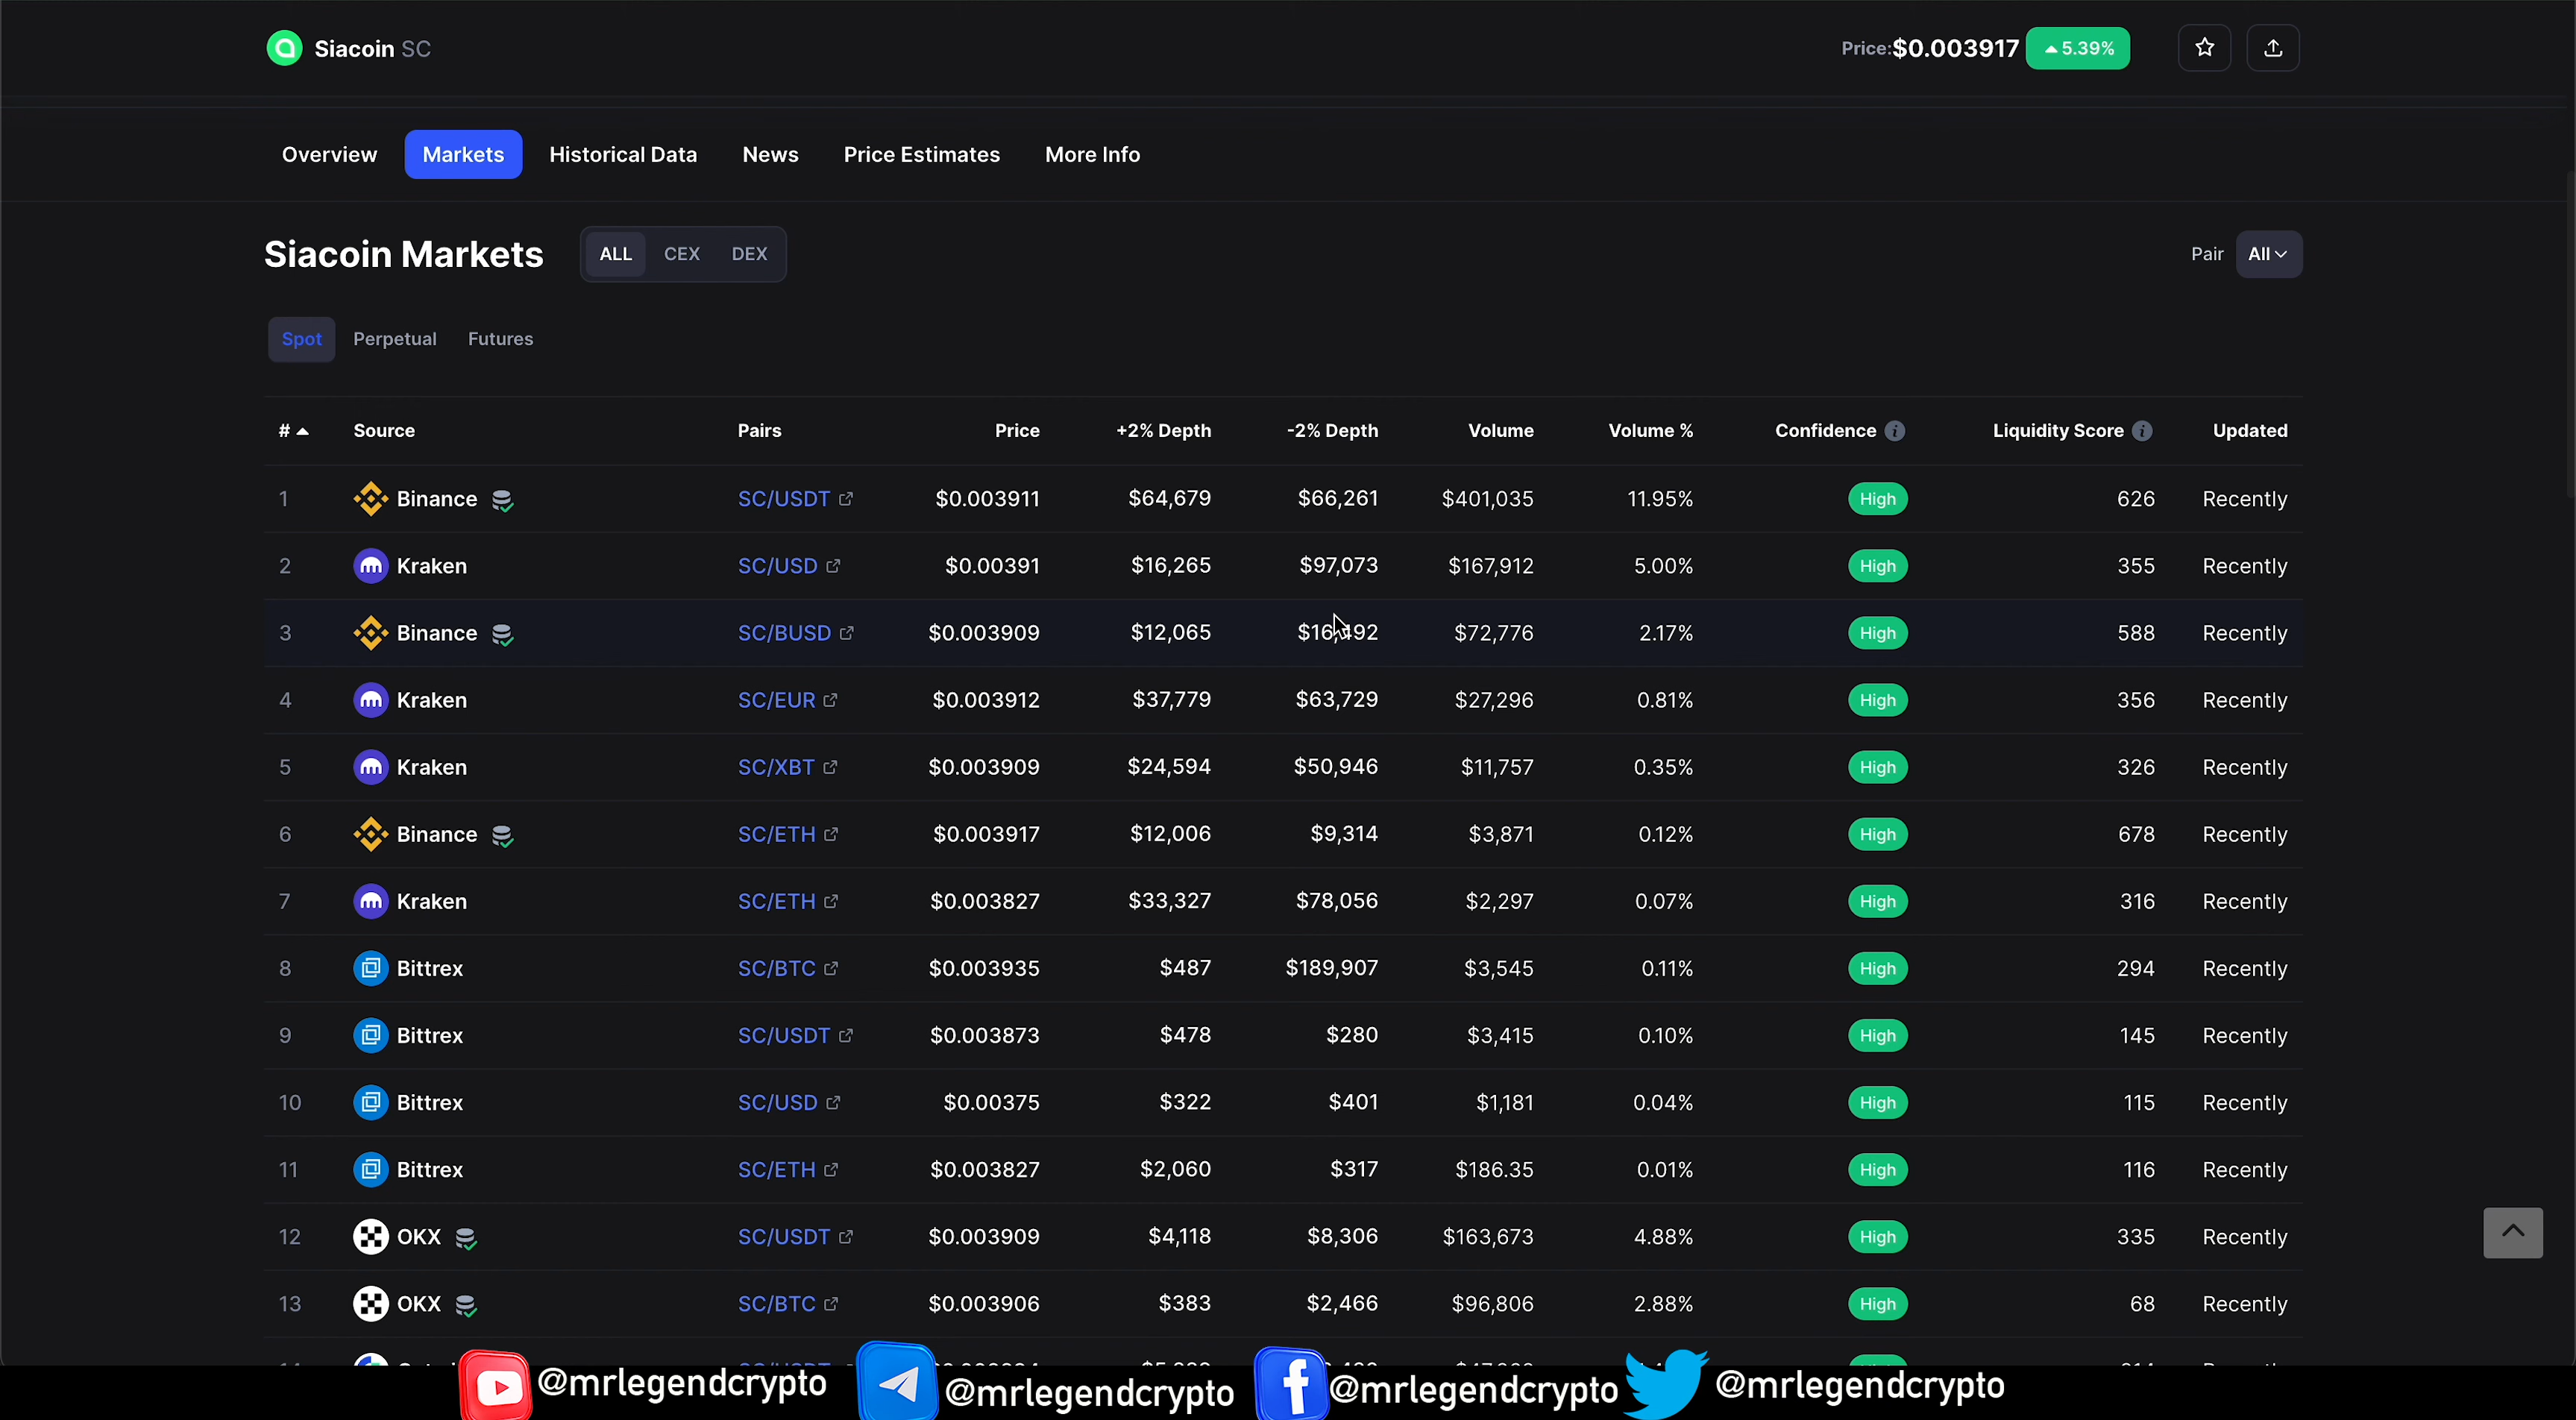 Siacoin SC
Price:$0.003917 5.39%
Overview Markets Historical Data News Price Estimates More Info
Siacoin Markets ALL CEX DEX Pair All
Spot Perpetual Futures
# Source Pairs Price +2% Depth -2% Depth Volume Volume % Confidence Liquidity Score Updated
1 Binance SC/USDT $0.003911 $64,679 $66,261 $401,035 11.95% High 626 Recently
2 Kraken SC/USD $0.00391 $16,265 $97,073 $167,912 5.00% High 355 Recently
3 Binance SC/BUSD $0.003909 $12,065 $16,492 $72,776 2.17% High 588 Recently
4 Kraken SC/EUR $0.003912 $37,779 $63,729 $27,296 0.81% High 356 Recently
5 Kraken SC/XBT $0.003909 $24,594 $50,946 $11,757 0.35% High 326 Recently
6 Binance SC/ETH $0.003917 $12,006 $9,314 $3,871 0.12% High 678 Recently
7 Kraken SC/ETH $0.003827 $33,327 $78,056 $2,297 0.07% High 316 Recently
8 Bittrex SC/BTC $0.003935 $487 $189,907 $3,545 0.11% High 294 Recently
9 Bittrex SC/USDT $0.003873 $478 $280 $3,415 0.10% High 145 Recently
10 Bittrex SC/USD $0.00375 $322 $401 $1,181 0.04% High 115 Recently
11 Bittrex SC/ETH $0.003827 $2,060 $317 $186.35 0.01% High 116 Recently
12 OKX SC/USDT $0.003909 $4,118 $8,306 $163,673 4.88% High 335 Recently
13 OKX SC/BTC $0.003906 $383 $2,466 $96,806 2.88% High 68 Recently
@mrlegendcrypto @mrlegendcrypto @mrlegendcrypto @mrlegendcrypto